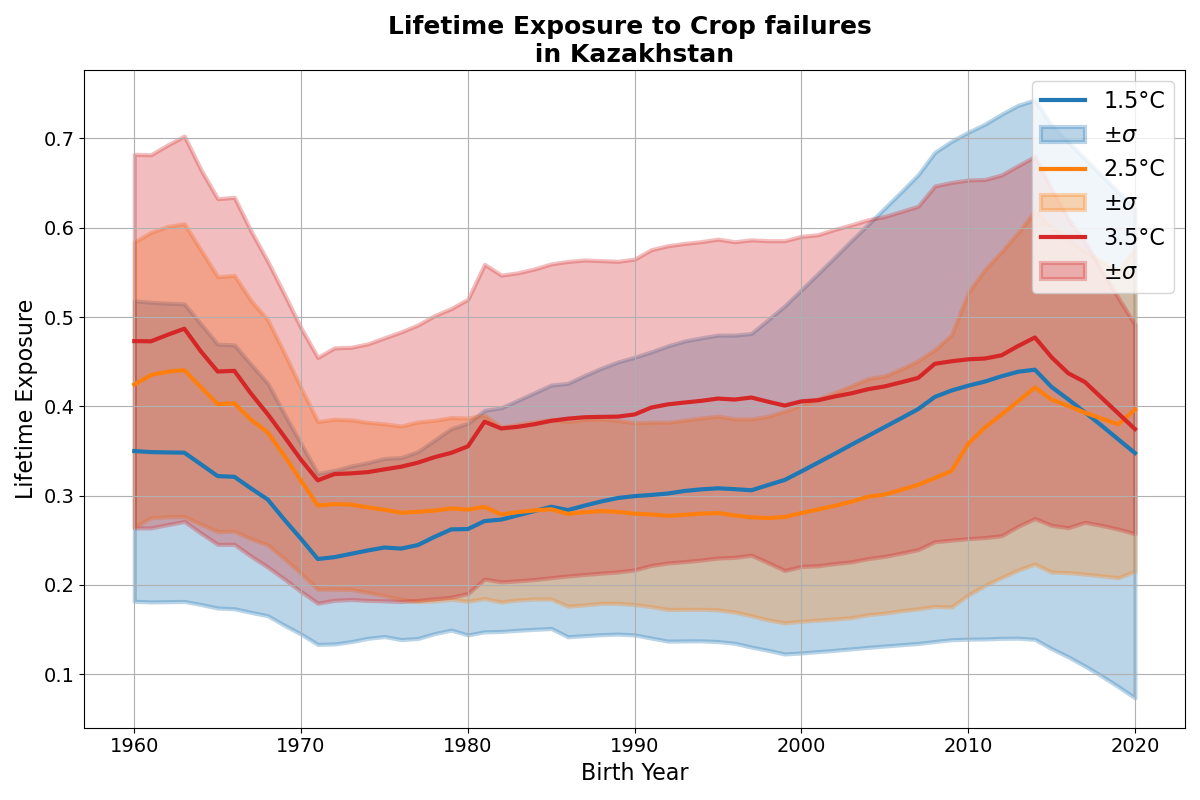 Lifetime Exposure to Crop failures
in Kazakhstan
Lifetime Exposure
0.7
0.6
0.5
0.4
0.3
0.2
0.1
1.5°C
±σ
2.5°C
±σ
3.5°C
±σ
1960 1970 1980 1990 2000 2010 2020
Birth Year